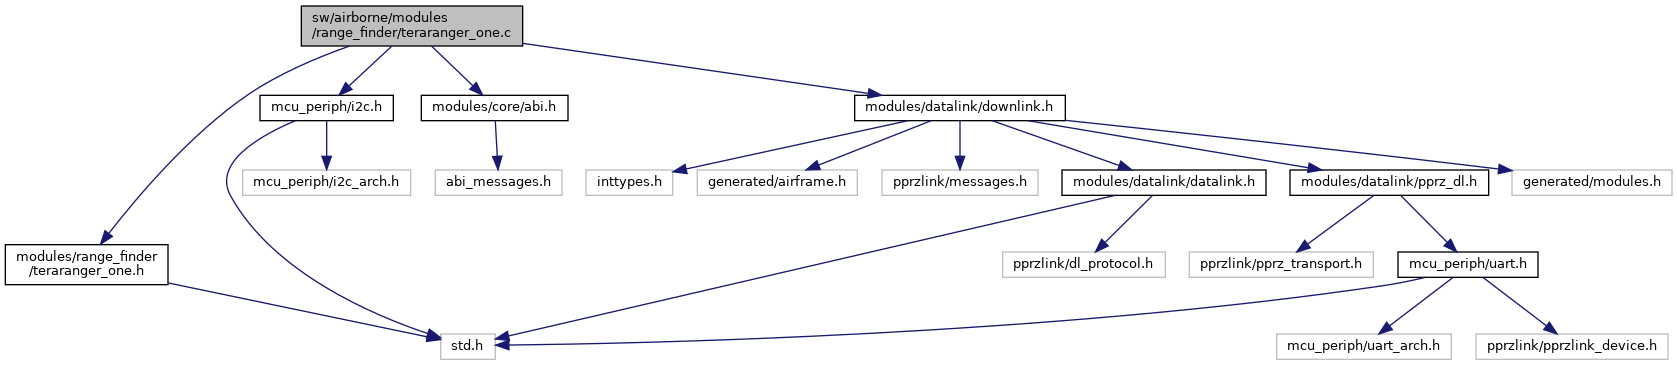 sw/airborne/modules
/range_finder/teraranger_one.c
mcu_periph/i2c.h
modules/core/abi.h
modules/datalink/downlink.h
mcu_periph/i2c_arch.h
abi_messages.h
inttypes.h
generated/airframe.h
pprzlink/messages.h
modules/datalink/datalink.h
modules/datalink/pprz_dl.h
generated/modules.h
modules/range_finder
/teraranger_one.h
pprzlink/dl_protocol.h
pprzlink/pprz_transport.h
mcu_periph/uart.h
std.h
mcu_periph/uart_arch.h
pprzlink/pprzlink_device.h